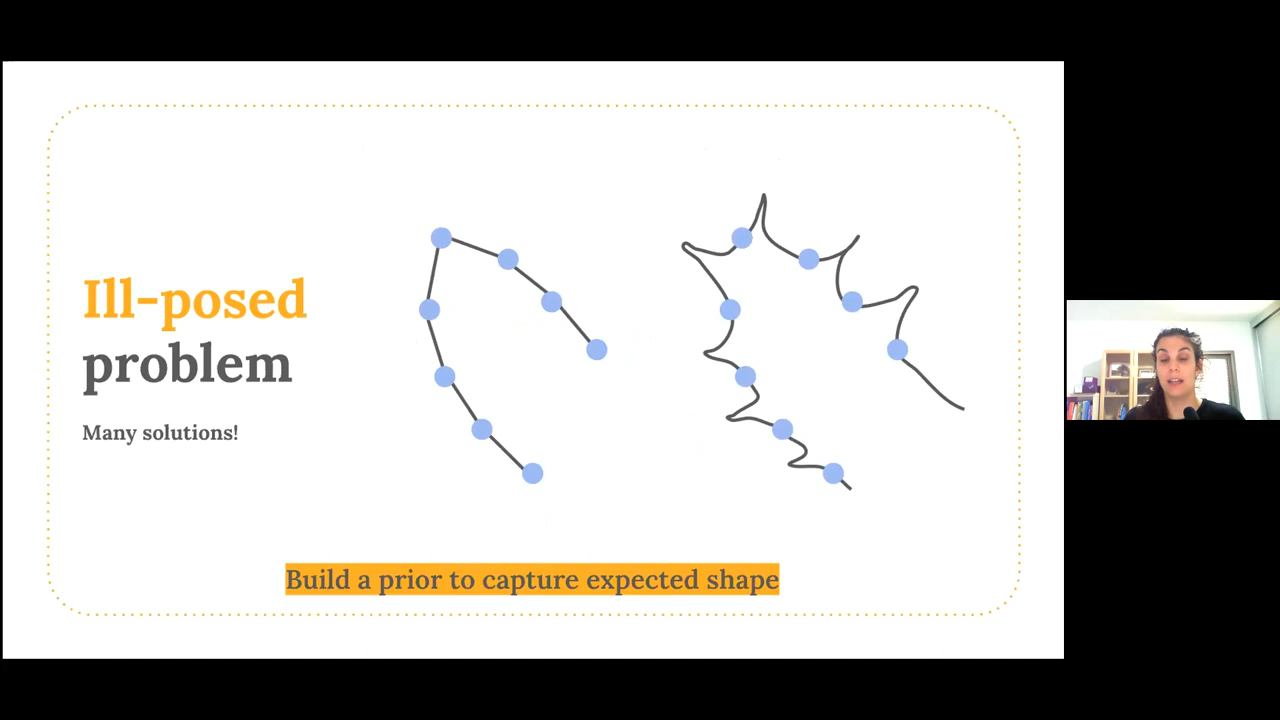 Ill-posed
problem
Many solutions!
Build a prior to capture expected shape